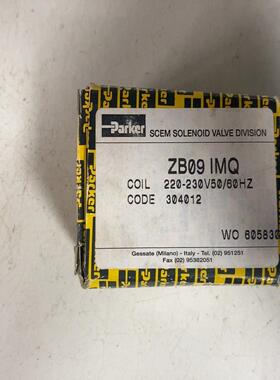 Parker
SCEM SOLENOID VALVE DIVISION
ZB09 IMQ
COIL 220-230V50/60HZ
CODE 304012
WO 605830
Gessate (Milano) - Italy - Tel. (02) 951251
Fax (02) 95382051